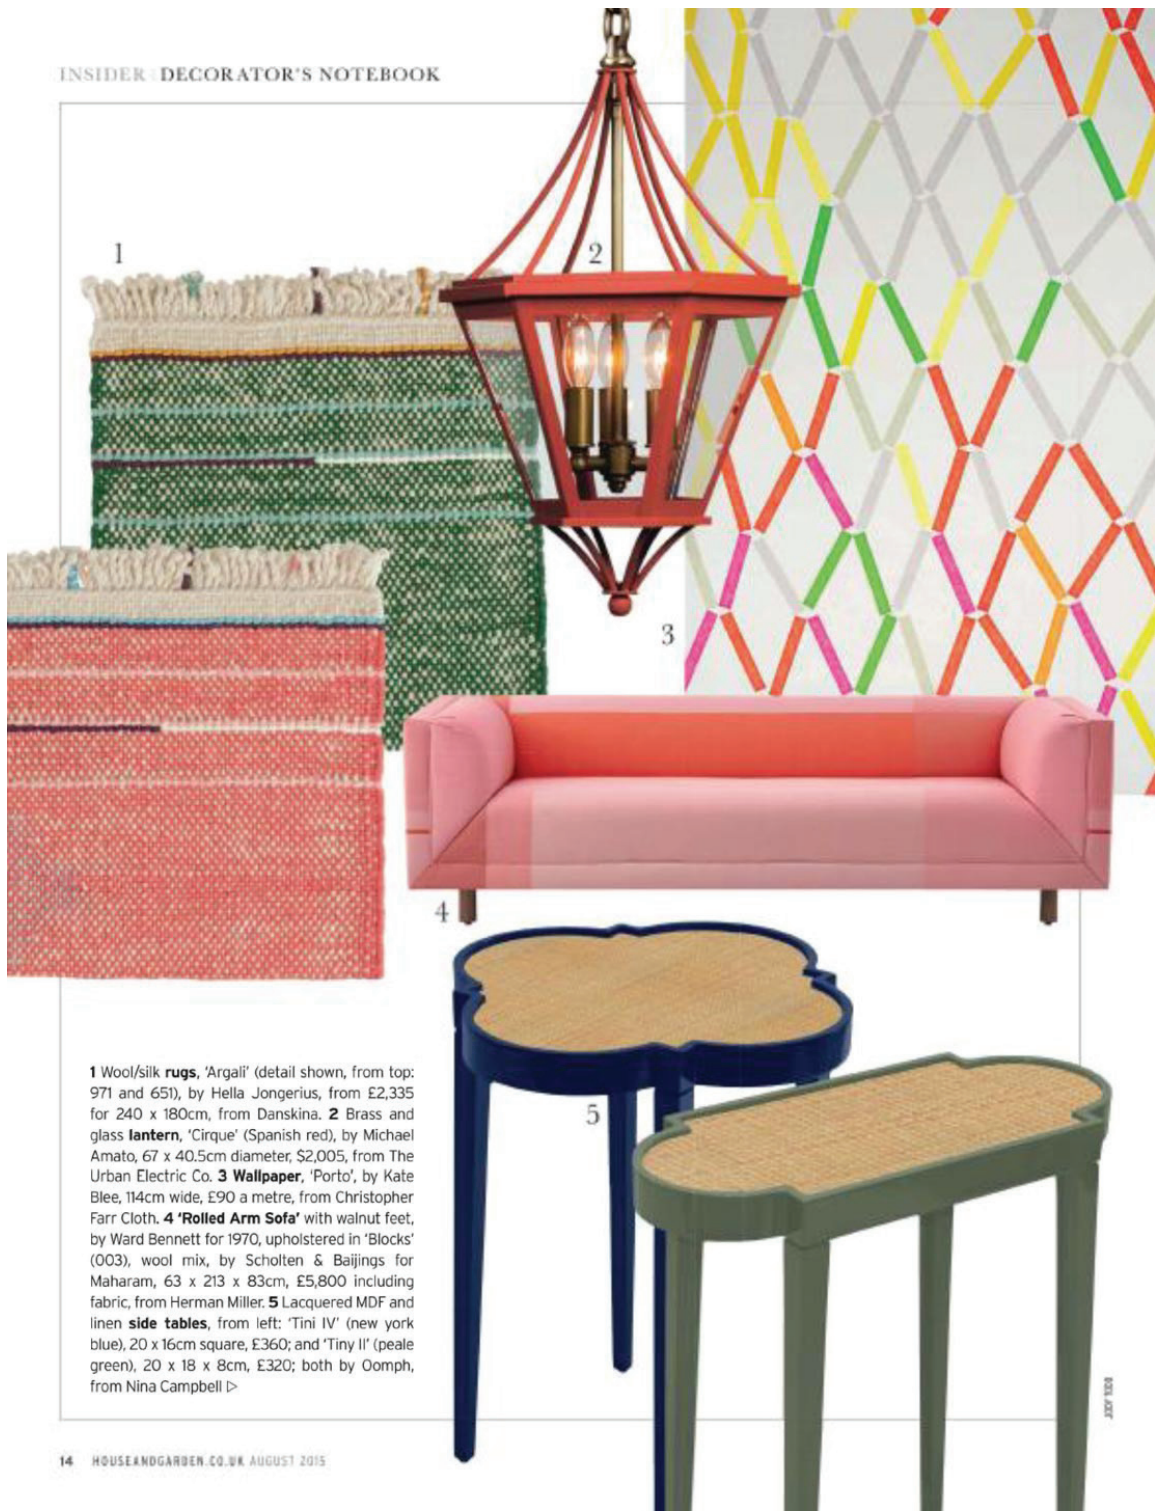 INSIDER | DECORATOR'S NOTEBOOK
1
2
3
4
5
1 Wool/silk rugs, 'Argali' (detail shown, from top:
971 and 651), by Hella Jongerius, from £2,335
for 240 x 180cm, from Danskina. 2 Brass and
glass lantern, 'Cirque' (Spanish red), by Michael
Amato, 67 x 40.5cm diameter, $2,005, from The
Urban Electric Co. 3 Wallpaper, 'Porto', by Kate
Blee, 114cm wide, £90 a metre, from Christopher
Farr Cloth. 4 'Rolled Arm Sofa' with walnut feet,
by Ward Bennett for 1970, upholstered in 'Blocks'
(003), wool mix, by Scholten & Baijings for
Maharam, 63 x 213 x 83cm, £5,800 including
fabric, from Herman Miller. 5 Lacquered MDF and
linen side tables, from left: 'Tini IV' (new york
blue), 20 x 16cm square, £360; and 'Tiny II' (peale
green), 20 x 18 x 8cm, £320; both by Oomph,
from Nina Campbell ▷
JODY TODD
14 HOUSEANDGARDEN.CO.UK AUGUST 2015